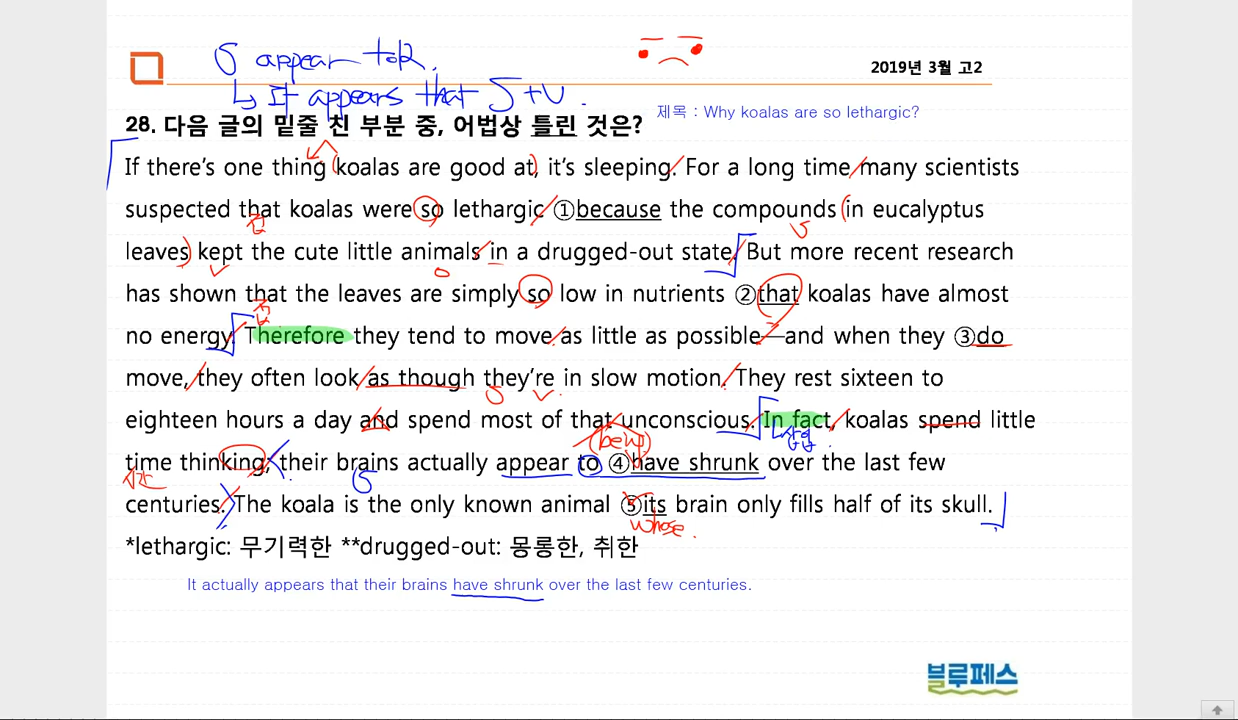 S appear to R.
↳ It appears that S + V.
2019년 3월 고2
제목 : Why koalas are so lethargic?
28. 다음 글의 밑줄 친 부분 중, 어법상 틀린 것은?
If there's one thing (koalas are good at), it's sleeping. For a long time, many scientists
suspected that koalas were so lethargic ①because the compounds (in eucalyptus
접 S
leaves) kept the cute little animals in a drugged-out state. But more recent research
has shown that the leaves are simply so low in nutrients ②that koalas have almost
접
no energy. Therefore they tend to move as little as possible—and when they ③do
move, they often look as though they're in slow motion. They rest sixteen to
S V
eighteen hours a day and spend most of that unconscious. In fact, koalas spend little
(being)
time thinking; their brains actually appear to ④have shrunk over the last few
시간 S
centuries. The koala is the only known animal ⑤its brain only fills half of its skull.
whose.
*lethargic: 무기력한 **drugged-out: 몽롱한, 취한
It actually appears that their brains have shrunk over the last few centuries.
블루페스